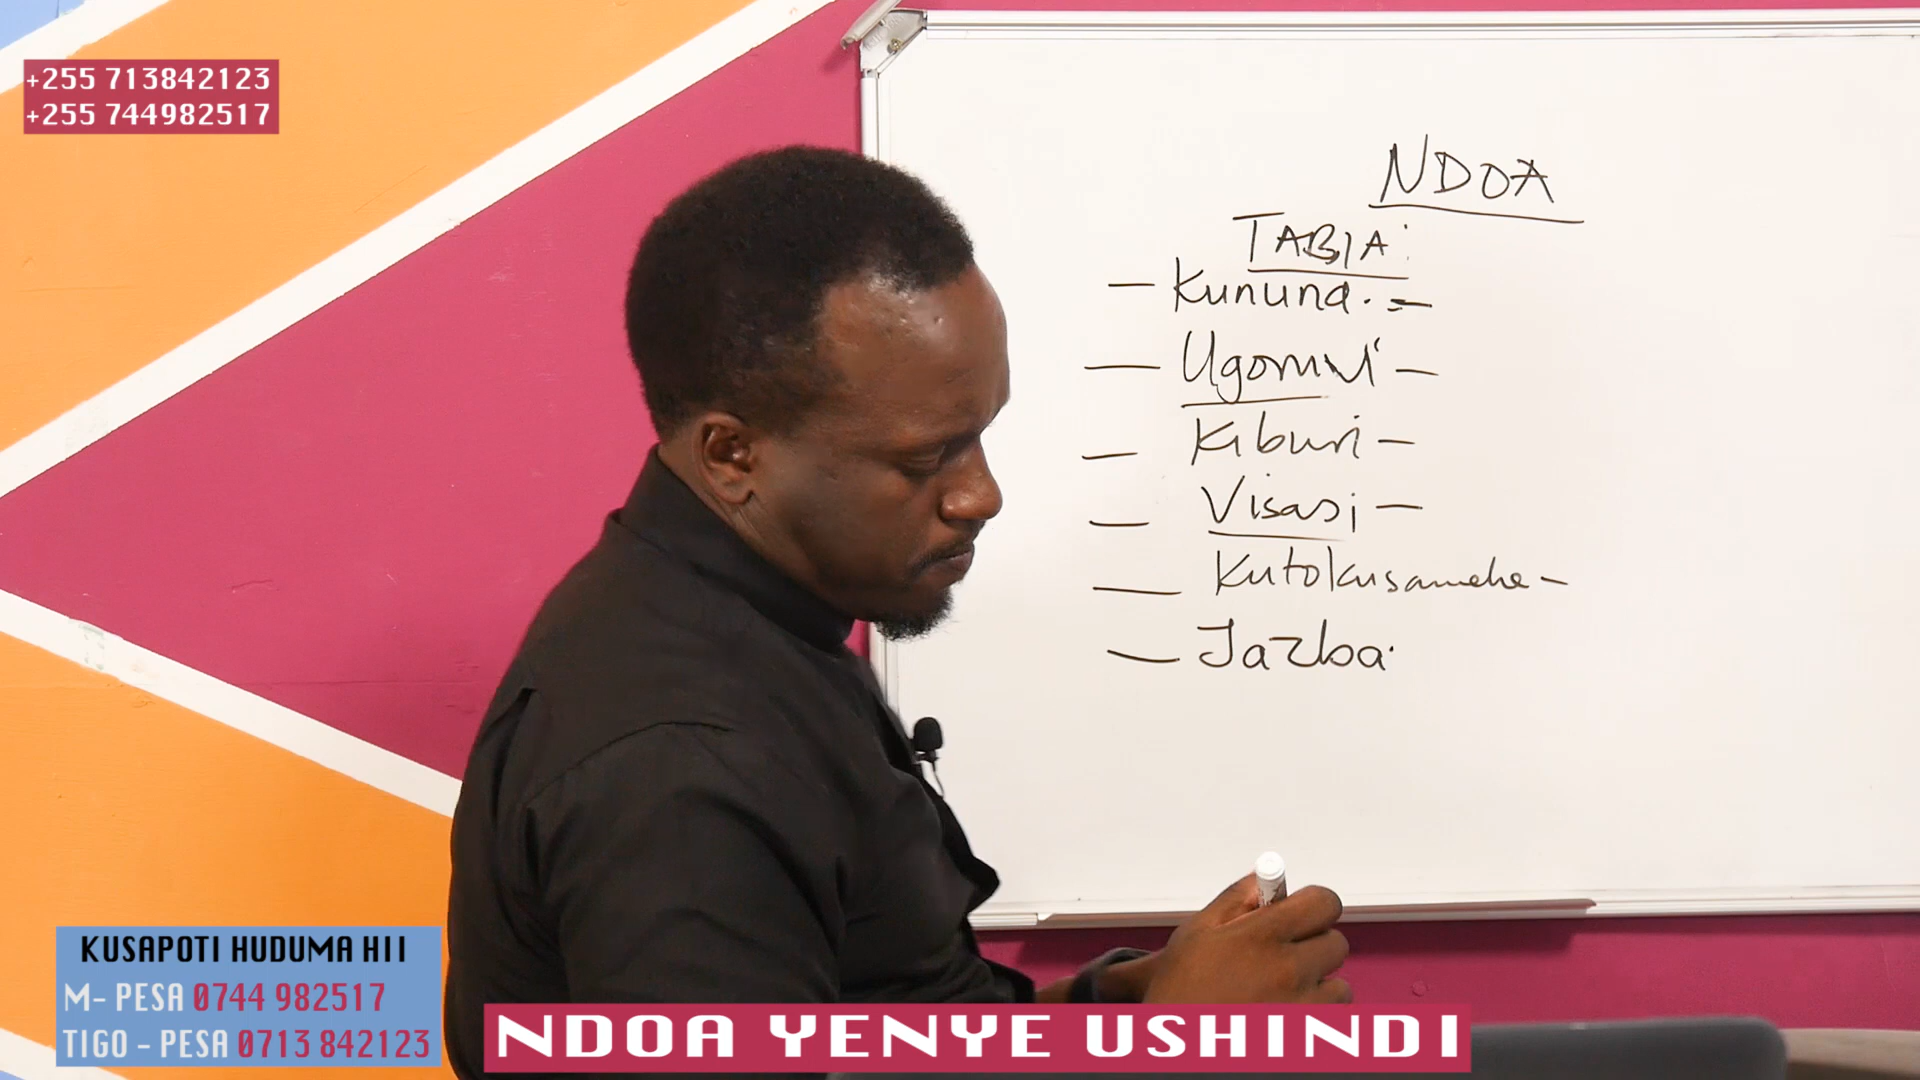 +255 713842123
+255 744982517
NDOA
TABIA:
— Kununa. =
— Ugomvi —
— Kiburi —
— Visasi —
— Kutokusamehe —
— Jazba.
KUSAPOTI HUDUMA HII
M- PESA 0744 982517
TIGO - PESA 0713 842123
NDOA YENYE USHINDI